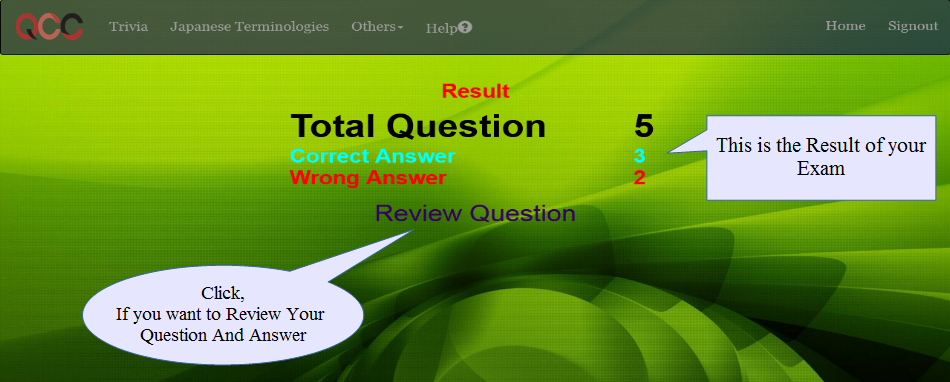 QCC Trivia Japanese Terminologies Others Help? Home Signout
Result
Total Question 5
Correct Answer 3
Wrong Answer 2
Review Question
This is the Result of your
Exam
Click,
If you want to Review Your
Question And Answer